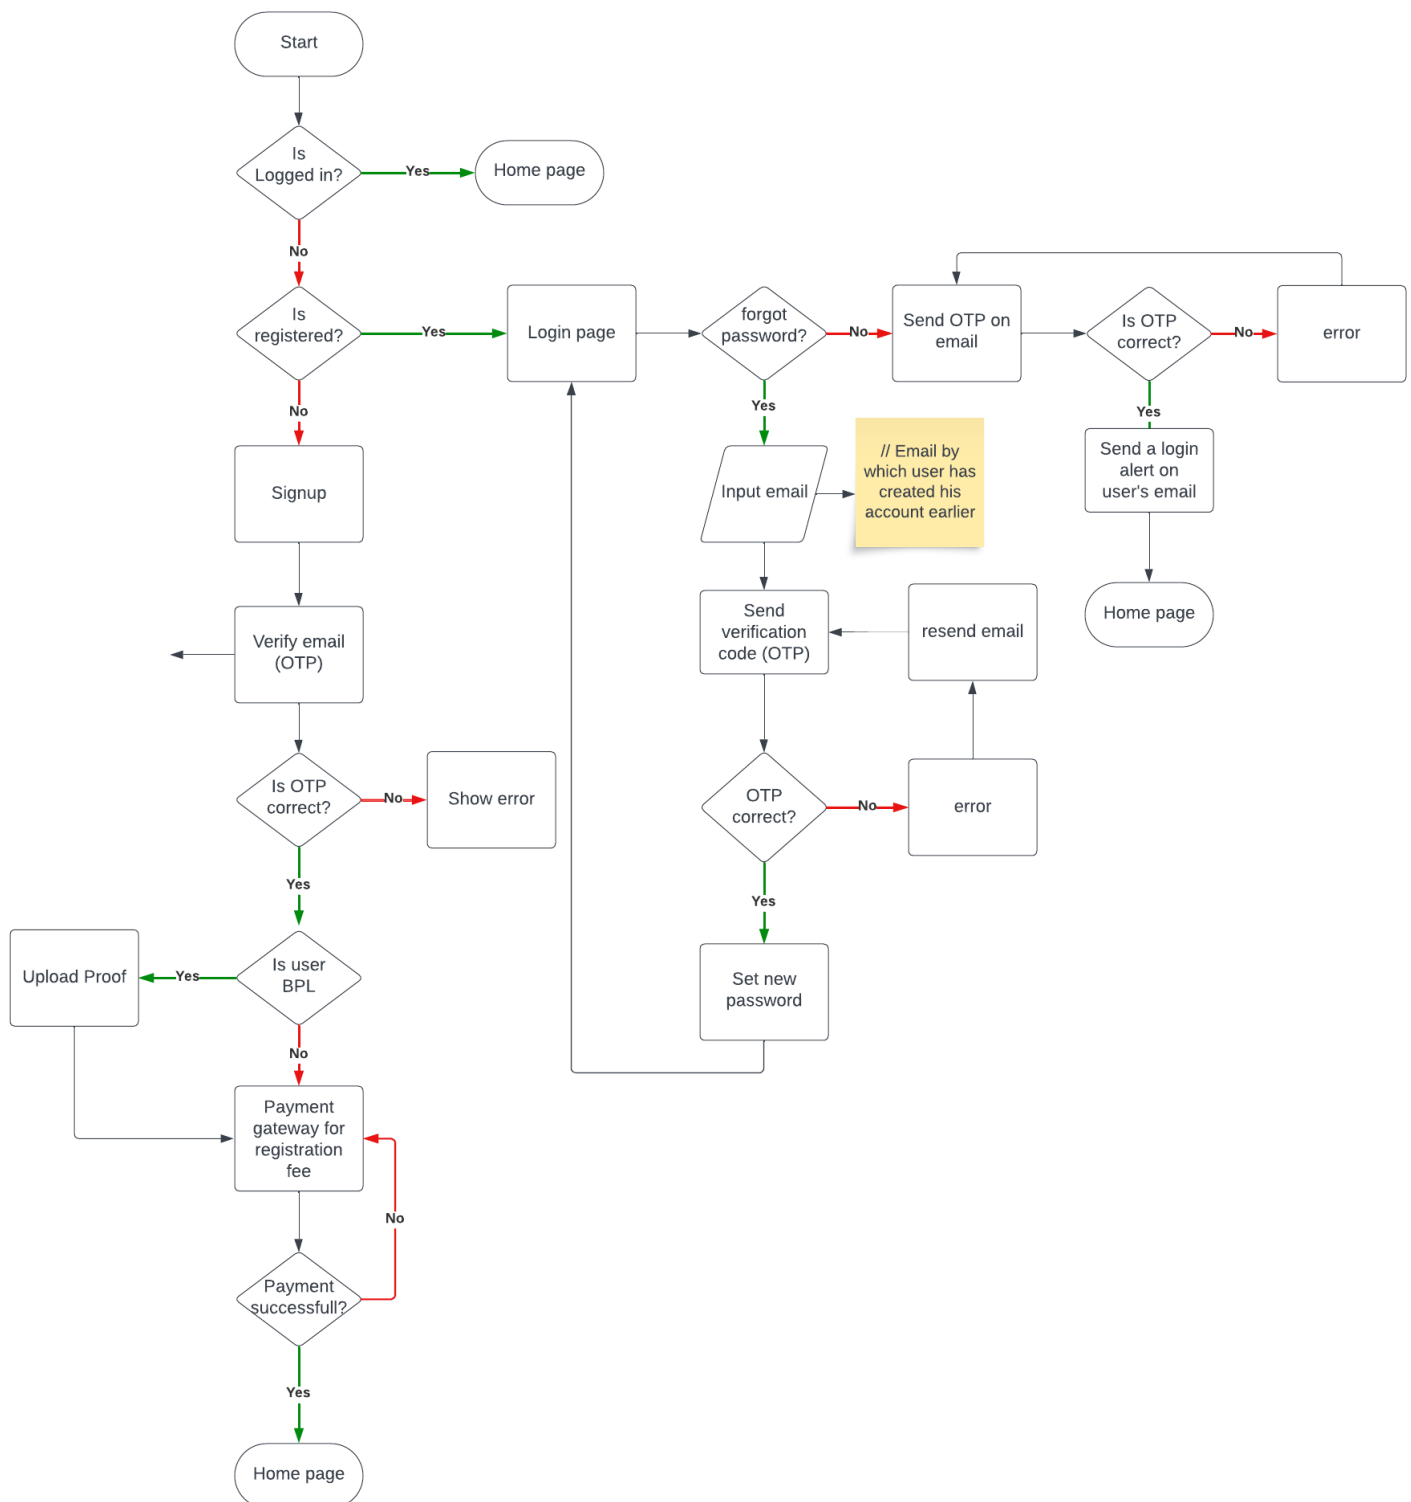 Start
Is
Logged in?
Yes
Home page
No
Is
registered?
Yes
Login page
forgot
password?
No
Send OTP on
email
Is OTP
correct?
No
error
No
Yes
Yes
Signup
Input email
// Email by
which user has
created his
account earlier
Send a login
alert on
user's email
Home page
Verify email
(OTP)
Send
verification
code (OTP)
resend email
Is OTP
correct?
No
Show error
OTP
correct?
No
error
Yes
Yes
Upload Proof
Yes
Is user
BPL
Set new
password
No
Payment
gateway for
registration
fee
No
Payment
successfull?
Yes
Home page